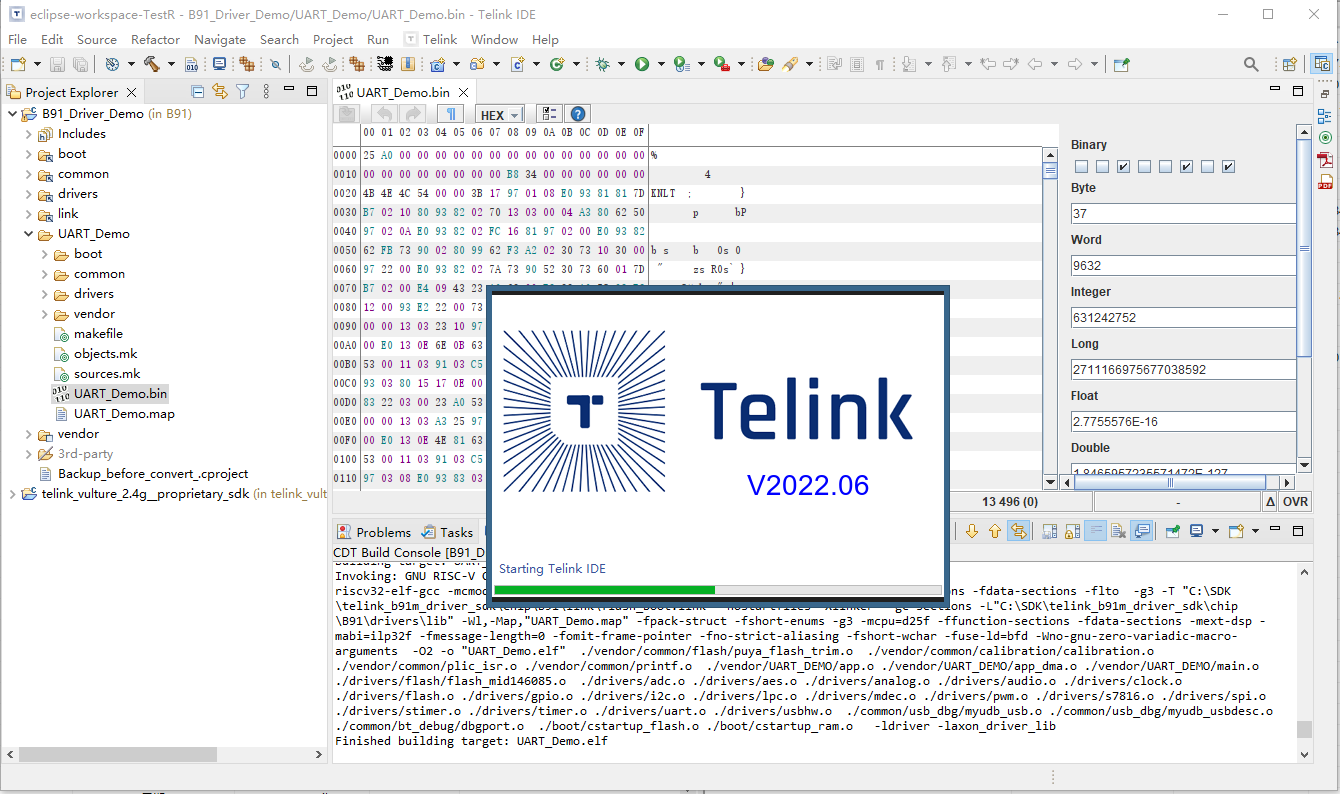 eclipse-workspace-TestR - B91_Driver_Demo/UART_Demo/UART_Demo.bin - Telink IDE
File Edit Source Refactor Navigate Search Project Run Telink Window Help
Project Explorer
B91_Driver_Demo (in B91)
Includes
boot
common
drivers
link
UART_Demo
boot
common
drivers
vendor
makefile
objects.mk
sources.mk
UART_Demo.bin
UART_Demo.map
vendor
3rd-party
Backup_before_convert_.cproject
telink_vulture_2.4g__proprietary_sdk (in telink_vult
UART_Demo.bin
HEX
00 01 02 03 04 05 06 07 08 09 0A 0B 0C 0D 0E 0F
0000 25 A0 00 00 00 00 00 00 00 00 00 00 00 00 00 00 %
0010 00 00 00 00 00 00 00 00 B8 34 00 00 00 00 00 00 4
0020 4B 4E 4C 54 00 00 3B 17 97 01 08 E0 93 81 81 7D KNLT ; }
0030 B7 02 10 80 93 82 02 70 13 03 00 04 A3 80 62 50 p bP
0040 97 02 0A E0 93 82 02 FC 16 81 97 02 00 E0 93 82
0050 62 FB 73 90 02 80 99 62 F3 A2 02 30 73 10 30 00 b s b 0s 0
0060 97 22 00 E0 93 82 02 7A 73 90 52 30 73 60 01 7D " zs R0s` }
0070 B7 02 00 E4 09 43 23
0080 12 00 93 E2 22 00 73
0090 00 00 13 03 23 10 97
00A0 00 E0 13 0E 6E 0B 63
00B0 53 00 11 03 91 03 C5
00C0 93 03 80 15 17 0E 00
00D0 83 22 03 00 23 A0 53
00E0 00 00 13 03 A3 25 97
00F0 00 E0 13 0E 4E 81 63
0100 53 00 11 03 91 03 C5
0110 97 03 08 E0 93 83 03
Binary
Byte
37
Word
9632
Integer
631242752
Long
2711166975677038592
Float
2.7755576E-16
Double
1.8465957235571472E-127
13 496 (0)
-
Δ
OVR
Telink
V2022.06
Starting Telink IDE
Problems Tasks
CDT Build Console [B91_D
Invoking: GNU RISC-V C
riscv32-elf-gcc -mcmod ns -fdata-sections -flto -g3 -T "C:\SDK
\telink_b91m_driver_sdk\chip\B91\link\flash_boot.link" -nostartfiles -Xlinker --gc-sections -L"C:\SDK\telink_b91m_driver_sdk\chip
\B91\drivers\lib" -Wl,-Map,"UART_Demo.map" -fpack-struct -fshort-enums -g3 -mcpu=d25f -ffunction-sections -fdata-sections -mext-dsp -
mabi=ilp32f -fmessage-length=0 -fomit-frame-pointer -fno-strict-aliasing -fshort-wchar -fuse-ld=bfd -Wno-gnu-zero-variadic-macro-
arguments -O2 -o "UART_Demo.elf" ./vendor/common/flash/puya_flash_trim.o ./vendor/common/calibration/calibration.o
./vendor/common/plic_isr.o ./vendor/common/printf.o ./vendor/UART_DEMO/app.o ./vendor/UART_DEMO/app_dma.o ./vendor/UART_DEMO/main.o
./drivers/flash/flash_mid146085.o ./drivers/adc.o ./drivers/aes.o ./drivers/analog.o ./drivers/audio.o ./drivers/clock.o
./drivers/flash.o ./drivers/gpio.o ./drivers/i2c.o ./drivers/lpc.o ./drivers/mdec.o ./drivers/pwm.o ./drivers/s7816.o ./drivers/spi.o
./drivers/stimer.o ./drivers/timer.o ./drivers/uart.o ./drivers/usbhw.o ./common/usb_dbg/myudb_usb.o ./common/usb_dbg/myudb_usbdesc.o
./common/bt_debug/dbgport.o ./boot/cstartup_flash.o ./boot/cstartup_ram.o -ldriver -laxon_driver_lib
Finished building target: UART_Demo.elf